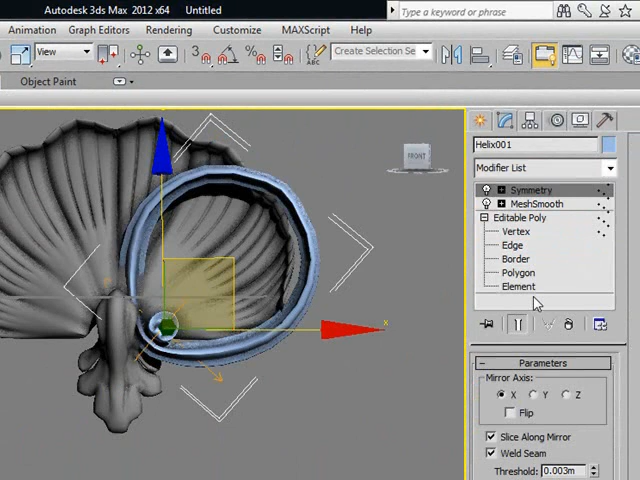 Autodesk 3ds Max 2012 x64 Untitled
Type a keyword or phrase
Animation Graph Editors Rendering Customize MAXScript Help
View 3 % Create Selection Se ABC
Object Paint
FRONT
x
Helix001
Modifier List
Symmetry
MeshSmooth
Editable Poly
Vertex
Edge
Border
Polygon
Element
Parameters
Mirror Axis:
X Y Z
Flip
Slice Along Mirror
Weld Seam
Threshold: 0.003m